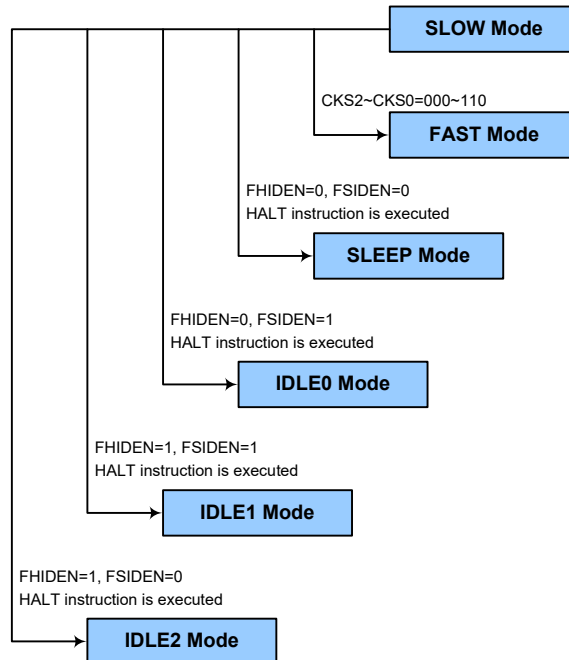 SLOW Mode
CKS2~CKS0=000~110
FAST Mode
FHIDEN=0, FSIDEN=0
HALT instruction is executed
SLEEP Mode
FHIDEN=0, FSIDEN=1
HALT instruction is executed
IDLE0 Mode
FHIDEN=1, FSIDEN=1
HALT instruction is executed
IDLE1 Mode
FHIDEN=1, FSIDEN=0
HALT instruction is executed
IDLE2 Mode